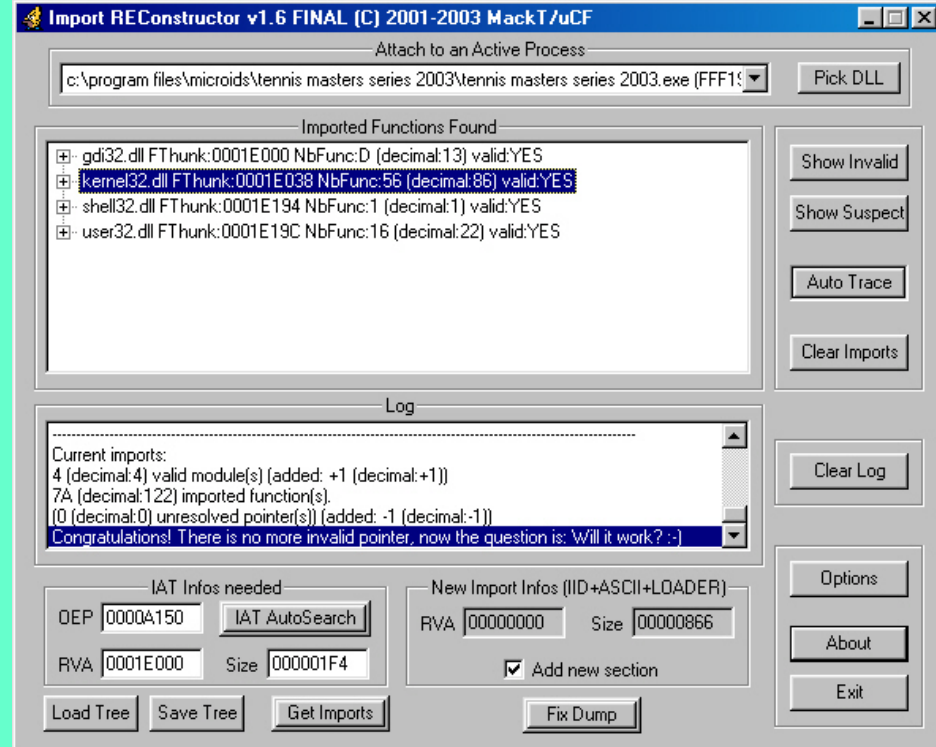 Import REConstructor v1.6 FINAL (C) 2001-2003 MackT/uCF
Attach to an Active Process
c:\program files\microids\tennis masters series 2003\tennis masters series 2003.exe (FFF1
Pick DLL
Imported Functions Found
gdi32.dll FThunk:0001E000 NbFunc:D (decimal:13) valid:YES
kernel32.dll FThunk:0001E038 NbFunc:56 (decimal:86) valid:YES
shell32.dll FThunk:0001E194 NbFunc:1 (decimal:1) valid:YES
user32.dll FThunk:0001E19C NbFunc:16 (decimal:22) valid:YES
Show Invalid
Show Suspect
Auto Trace
Clear Imports
Log
Current imports:
4 (decimal:4) valid module(s) (added: +1 (decimal:+1))
7A (decimal:122) imported function(s).
(0 (decimal:0) unresolved pointer(s)) (added: -1 (decimal:-1))
Congratulations! There is no more invalid pointer, now the question is: Will it work? :-)
Clear Log
IAT Infos needed
OEP 0000A150 IAT AutoSearch
RVA 0001E000 Size 000001F4
New Import Infos (IID+ASCII+LOADER)
RVA 00000000 Size 00000866
Add new section
Options
About
Exit
Load Tree Save Tree Get Imports Fix Dump